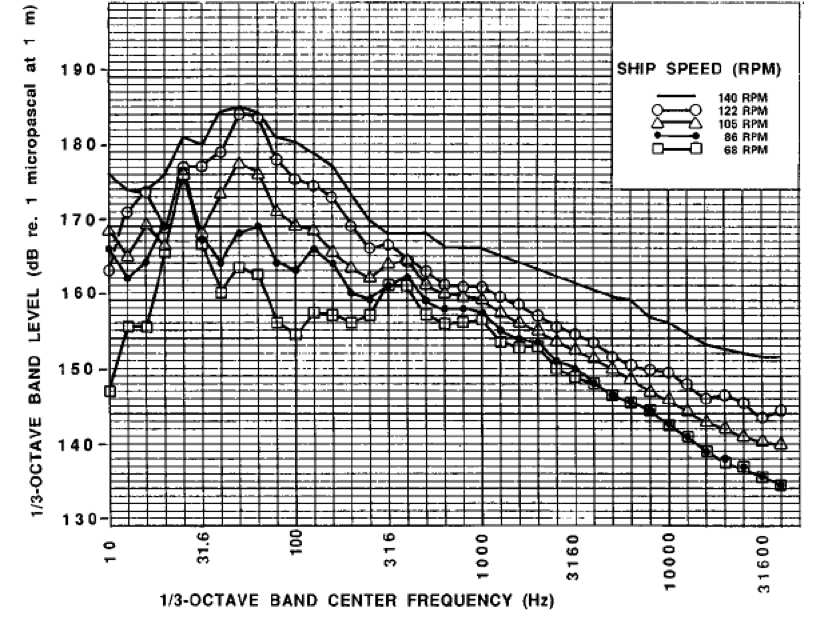 1/3-OCTAVE BAND LEVEL (dB re. 1 micropascal at 1 m)
190
180
170
160
150
140
130
SHIP SPEED (RPM)
140 RPM
122 RPM
105 RPM
86 RPM
68 RPM
10
31.6
100
316
1000
3160
10000
31600
1/3-OCTAVE BAND CENTER FREQUENCY (Hz)